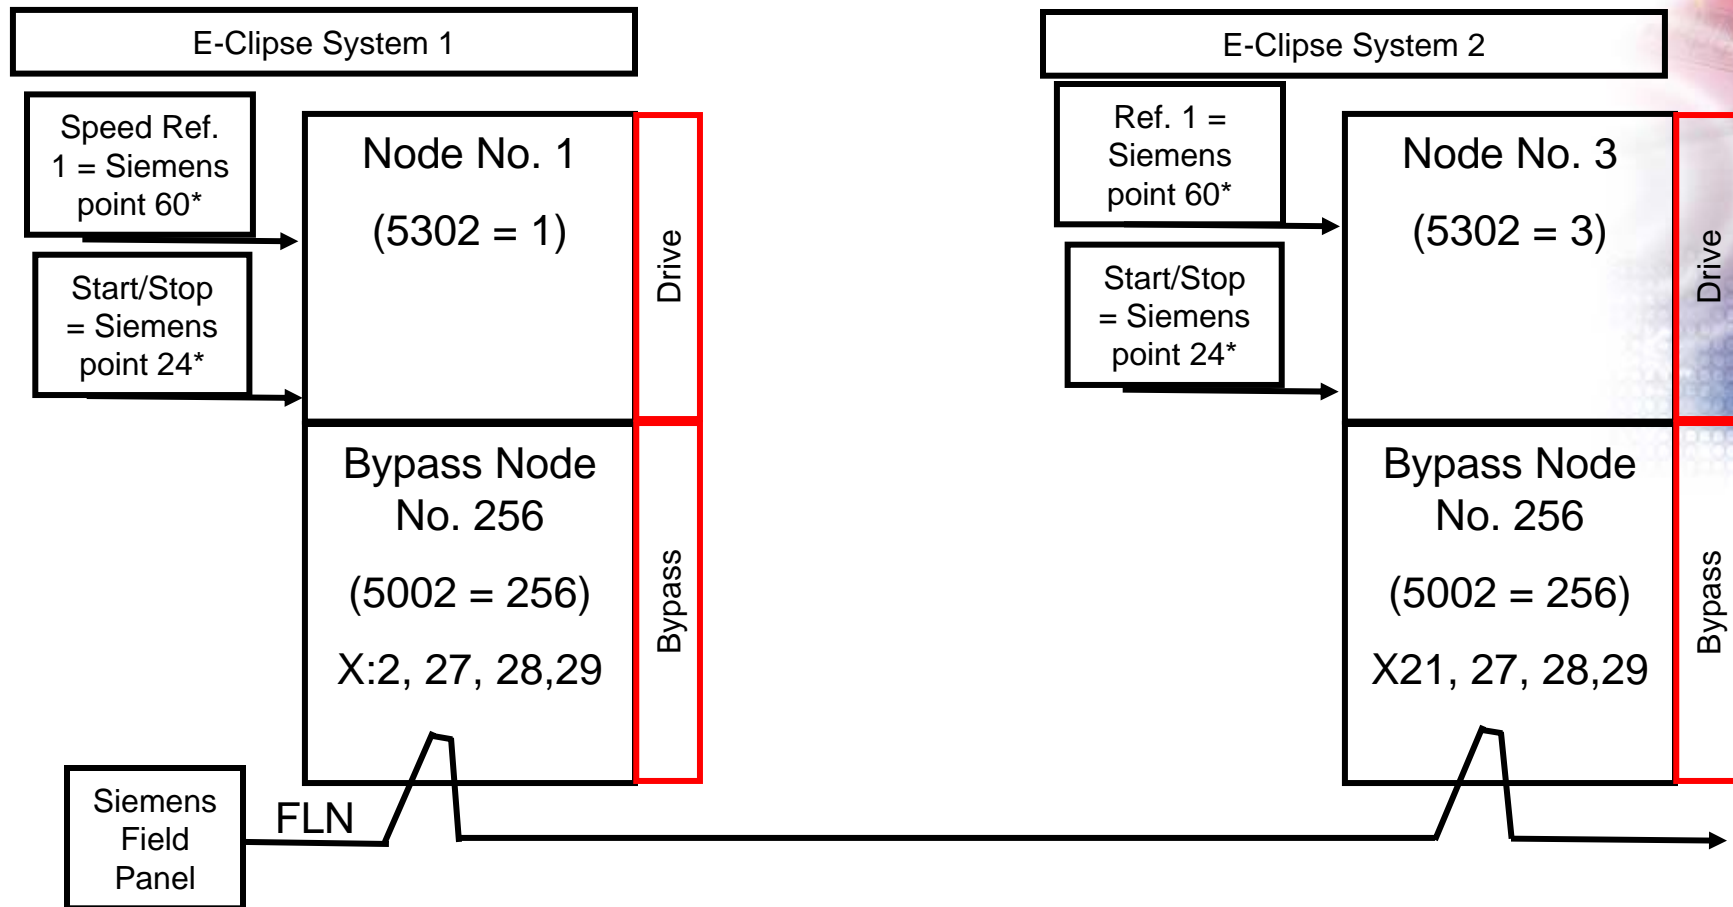 E-Clipse System 1
Speed Ref.
1 = Siemens
point 60*
Start/Stop
= Siemens
point 24*
Node No. 1
(5302 = 1)
Drive
Bypass Node
No. 256
(5002 = 256)
X:2, 27, 28,29
Bypass
Siemens
Field
Panel
FLN
E-Clipse System 2
Ref. 1 =
Siemens
point 60*
Start/Stop
= Siemens
point 24*
Node No. 3
(5302 = 3)
Drive
Bypass Node
No. 256
(5002 = 256)
X21, 27, 28,29
Bypass